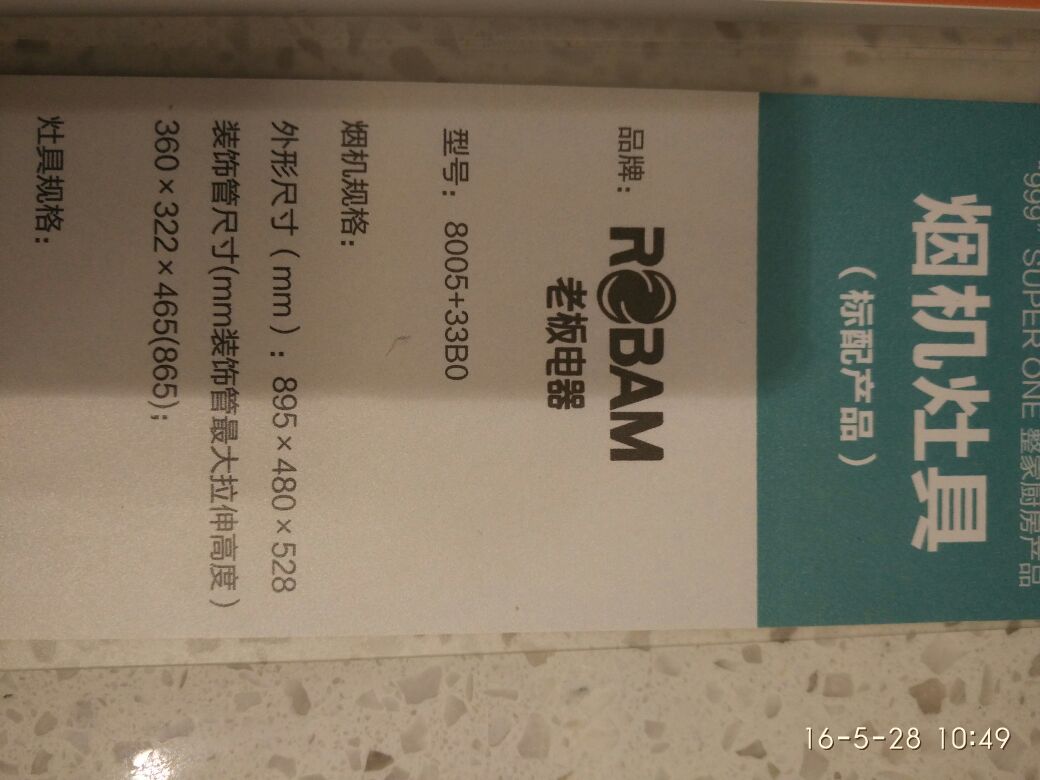 999" SUPER ONE 整家厨房产品
烟机灶具
（标配产品）
品牌：ROBAM
老板电器
型号：8005+33B0
烟机规格：
外形尺寸（mm）：895×480×528
装饰管尺寸(mm装饰管最大拉伸高度）
360×322×465(865);
灶具规格：
16-5-28 10:49